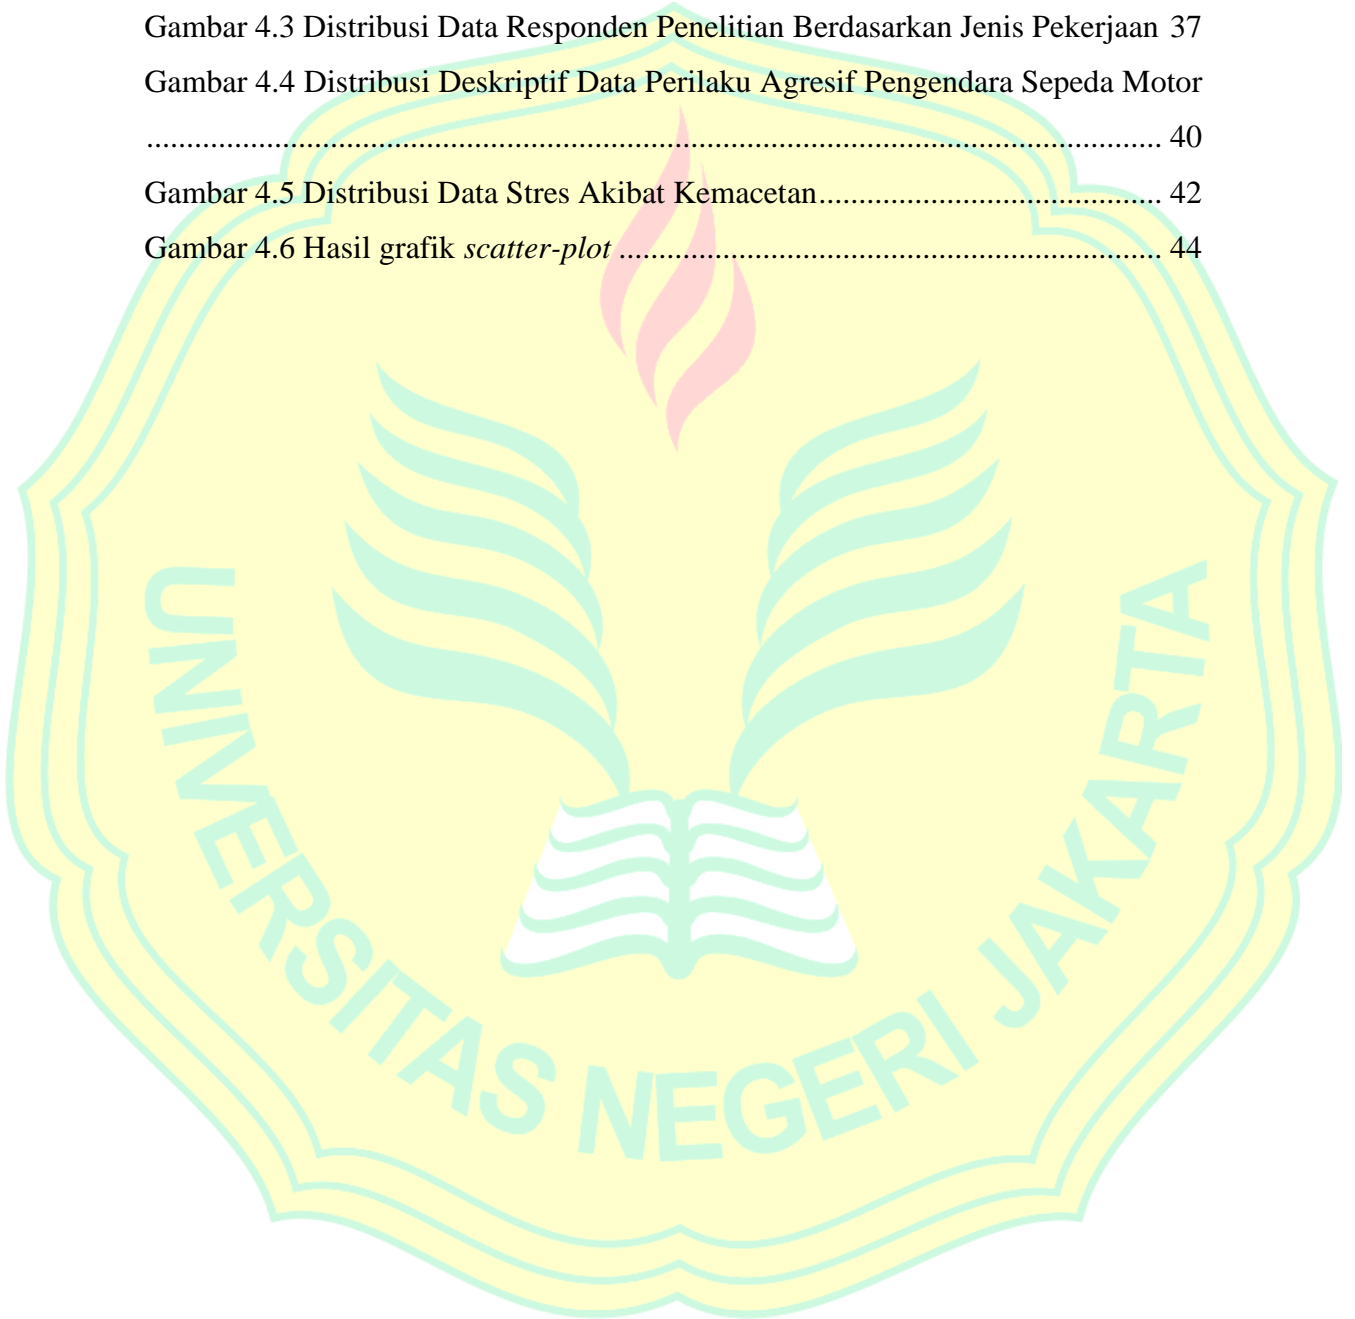 Gambar 4.3 Distribusi Data Responden Penelitian Berdasarkan Jenis Pekerjaan 37
Gambar 4.4 Distribusi Deskriptif Data Perilaku Agresif Pengendara Sepeda Motor
............................................................................................................................... 40
Gambar 4.5 Distribusi Data Stres Akibat Kemacetan........................................... 42
Gambar 4.6 Hasil grafik scatter-plot .................................................................... 44
UNIVERSITAS NEGERI JAKARTA